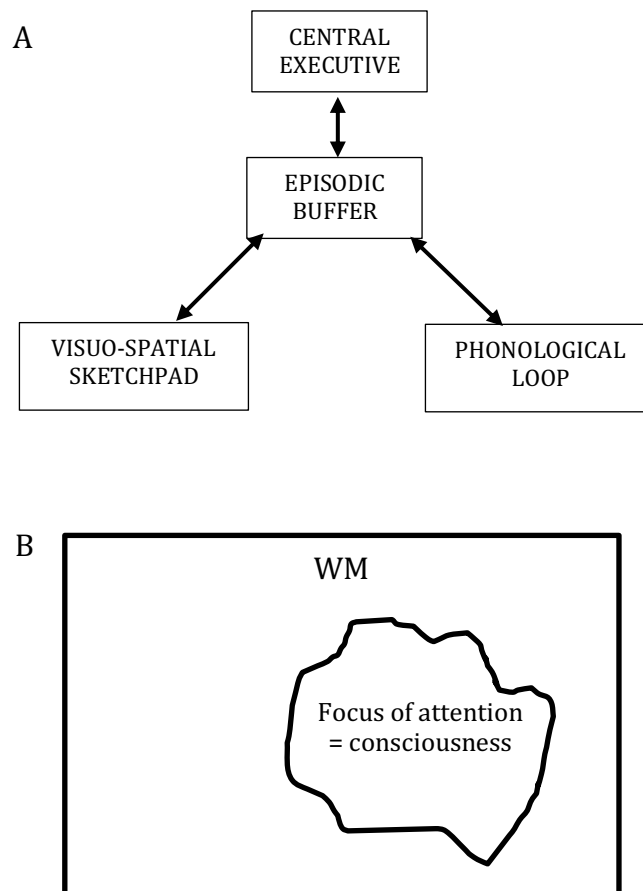 A
CENTRAL
EXECUTIVE
EPISODIC
BUFFER
VISUO-SPATIAL
SKETCHPAD
PHONOLOGICAL
LOOP
B
WM
Focus of attention
= consciousness